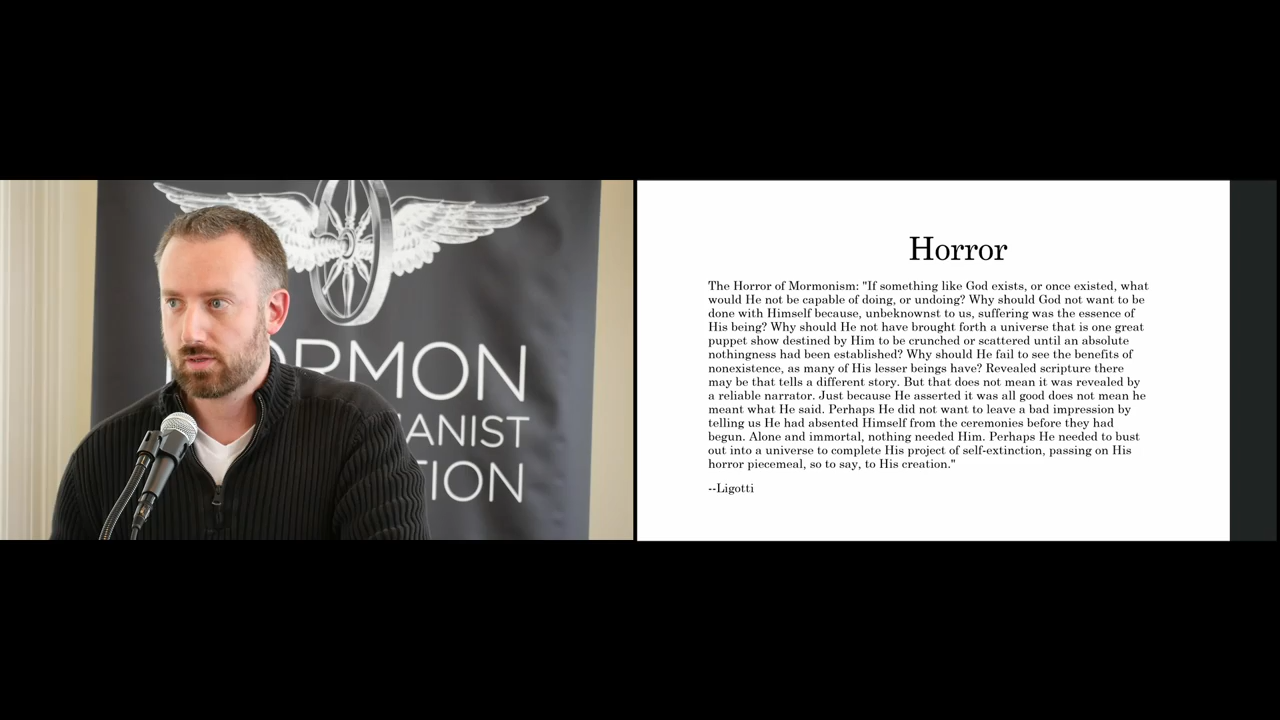 ORMON
ANIST
TION
Horror
The Horror of Mormonism: "If something like God exists, or once existed, what
would He not be capable of doing, or undoing? Why should God not want to be
done with Himself because, unbeknownst to us, suffering was the essence of
His being? Why should He not have brought forth a universe that is one great
puppet show destined by Him to be crunched or scattered until an absolute
nothingness had been established? Why should He fail to see the benefits of
nonexistence, as many of His lesser beings have? Revealed scripture there
may be that tells a different story. But that does not mean it was revealed by
a reliable narrator. Just because He asserted it was all good does not mean he
meant what He said. Perhaps He did not want to leave a bad impression by
telling us He had absented Himself from the ceremonies before they had
begun. Alone and immortal, nothing needed Him. Perhaps He needed to bust
out into a universe to complete His project of self-extinction, passing on His
horror piecemeal, so to say, to His creation."
--Ligotti